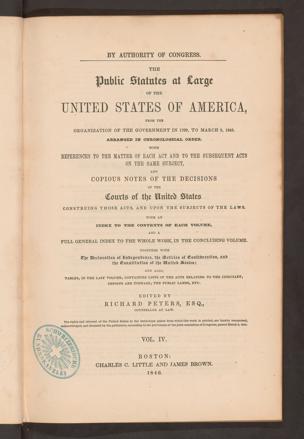 BY AUTHORITY OF CONGRESS.
THE
Public Statutes at Large
OF THE
UNITED STATES OF AMERICA,
FROM THE
ORGANIZATION OF THE GOVERNMENT IN 1789, TO MARCH 3, 1845.
ARRANGED IN CHRONOLOGICAL ORDER.
WITH
REFERENCES TO THE MATTER OF EACH ACT AND TO THE SUBSEQUENT ACTS
ON THE SAME SUBJECT,
AND
COPIOUS NOTES OF THE DECISIONS
OF THE
Courts of the United States
CONSTRUING THOSE ACTS, AND UPON THE SUBJECTS OF THE LAWS.
WITH AN
INDEX TO THE CONTENTS OF EACH VOLUME,
AND A
FULL GENERAL INDEX TO THE WHOLE WORK, IN THE CONCLUDING VOLUME.
TOGETHER WITH
The Declaration of Independence, the Articles of Confederation, and
the Constitution of the United States;
AND ALSO,
TABLES, IN THE LAST VOLUME, CONTAINING LISTS OF THE ACTS RELATING TO THE JUDICIARY,
IMPOSTS AND TONNAGE, THE PUBLIC LANDS, ETC.
EDITED BY
RICHARD PETERS, ESQ.,
COUNSELLOR AT LAW.
VOL. IV.
BOSTON:
CHARLES C. LITTLE AND JAMES BROWN.
1846.